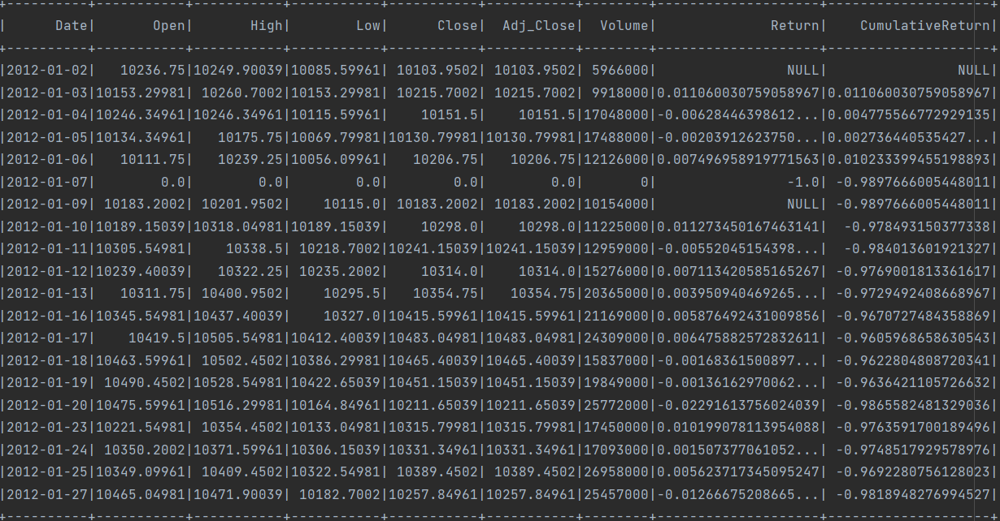 +----------+-----------+-----------+-----------+-----------+-----------+--------+--------------------+--------------------+
|      Date|       Open|       High|        Low|      Close|  Adj_Close|  Volume|              Return|    CumulativeReturn|
+----------+-----------+-----------+-----------+-----------+-----------+--------+--------------------+--------------------+
|2012-01-02|   10236.75|10249.90039|10085.59961| 10103.9502| 10103.9502| 5966000|                NULL|                NULL|
|2012-01-03|10153.29981| 10260.7002|10153.29981| 10215.7002| 10215.7002| 9918000|0.011060030759058967|0.011060030759058967|
|2012-01-04|10246.34961|10246.34961|10115.59961|    10151.5|    10151.5|17048000|-0.00628446398612...|0.004775566772929135|
|2012-01-05|10134.34961|   10175.75|10069.79981|10130.79981|10130.79981|17488000|-0.00203912623750...|0.002736440535427...|
|2012-01-06|   10111.75|   10239.25|10056.09961|   10206.75|   10206.75|12126000|0.007496958919771563|0.010233399455198893|
|2012-01-07|        0.0|        0.0|        0.0|        0.0|        0.0|       0|                -1.0| -0.9897666005448011|
|2012-01-09| 10183.2002| 10201.9502|    10115.0| 10183.2002| 10183.2002|10154000|                NULL| -0.9897666005448011|
|2012-01-10|10189.15039|10318.04981|10189.15039|    10298.0|    10298.0|11225000|0.011273450167463141|  -0.978493150377338|
|2012-01-11|10305.54981|    10338.5| 10218.7002|10241.15039|10241.15039|12959000|-0.00552045154398...|  -0.984013601921327|
|2012-01-12|10239.40039|   10322.25| 10235.2002|    10314.0|    10314.0|15276000|0.007113420585165267| -0.9769001813361617|
|2012-01-13|   10311.75| 10400.9502|    10295.5|   10354.75|   10354.75|20365000|0.003950940469265...| -0.9729492408668967|
|2012-01-16|10345.54981|10437.40039|    10327.0|10415.59961|10415.59961|21169000|0.005876492431009856| -0.9670727484358869|
|2012-01-17|    10419.5|10505.54981|10412.40039|10483.04981|10483.04981|24309000|0.006475882572832611| -0.9605968658630543|
|2012-01-18|10463.59961| 10502.4502|10386.29981|10465.40039|10465.40039|15837000|-0.00168361500897...| -0.9622804808720341|
|2012-01-19| 10490.4502|10528.54981|10422.65039|10451.15039|10451.15039|19849000|-0.00136162970062...| -0.9636421105726632|
|2012-01-20|10475.59961|10516.29981|10164.84961|10211.65039|10211.65039|25772000|-0.02291613756024039| -0.9865582481329036|
|2012-01-23|10221.54981| 10354.4502|10133.04981|10315.79981|10315.79981|17450000|0.010199078113954088| -0.9763591700189496|
|2012-01-24| 10350.2002|10371.59961|10306.15039|10331.34961|10331.34961|17093000|0.001507377061052...| -0.9748517929578976|
|2012-01-25|10349.09961| 10409.4502|10322.54981| 10389.4502| 10389.4502|26958000|0.005623717345095247| -0.9692280756128023|
|2012-01-27|10465.04981|10471.90039| 10182.7002|10257.84961|10257.84961|25457000|-0.01266675208665...| -0.9818948276994527|
+----------+-----------+-----------+-----------+-----------+-----------+--------+--------------------+--------------------+